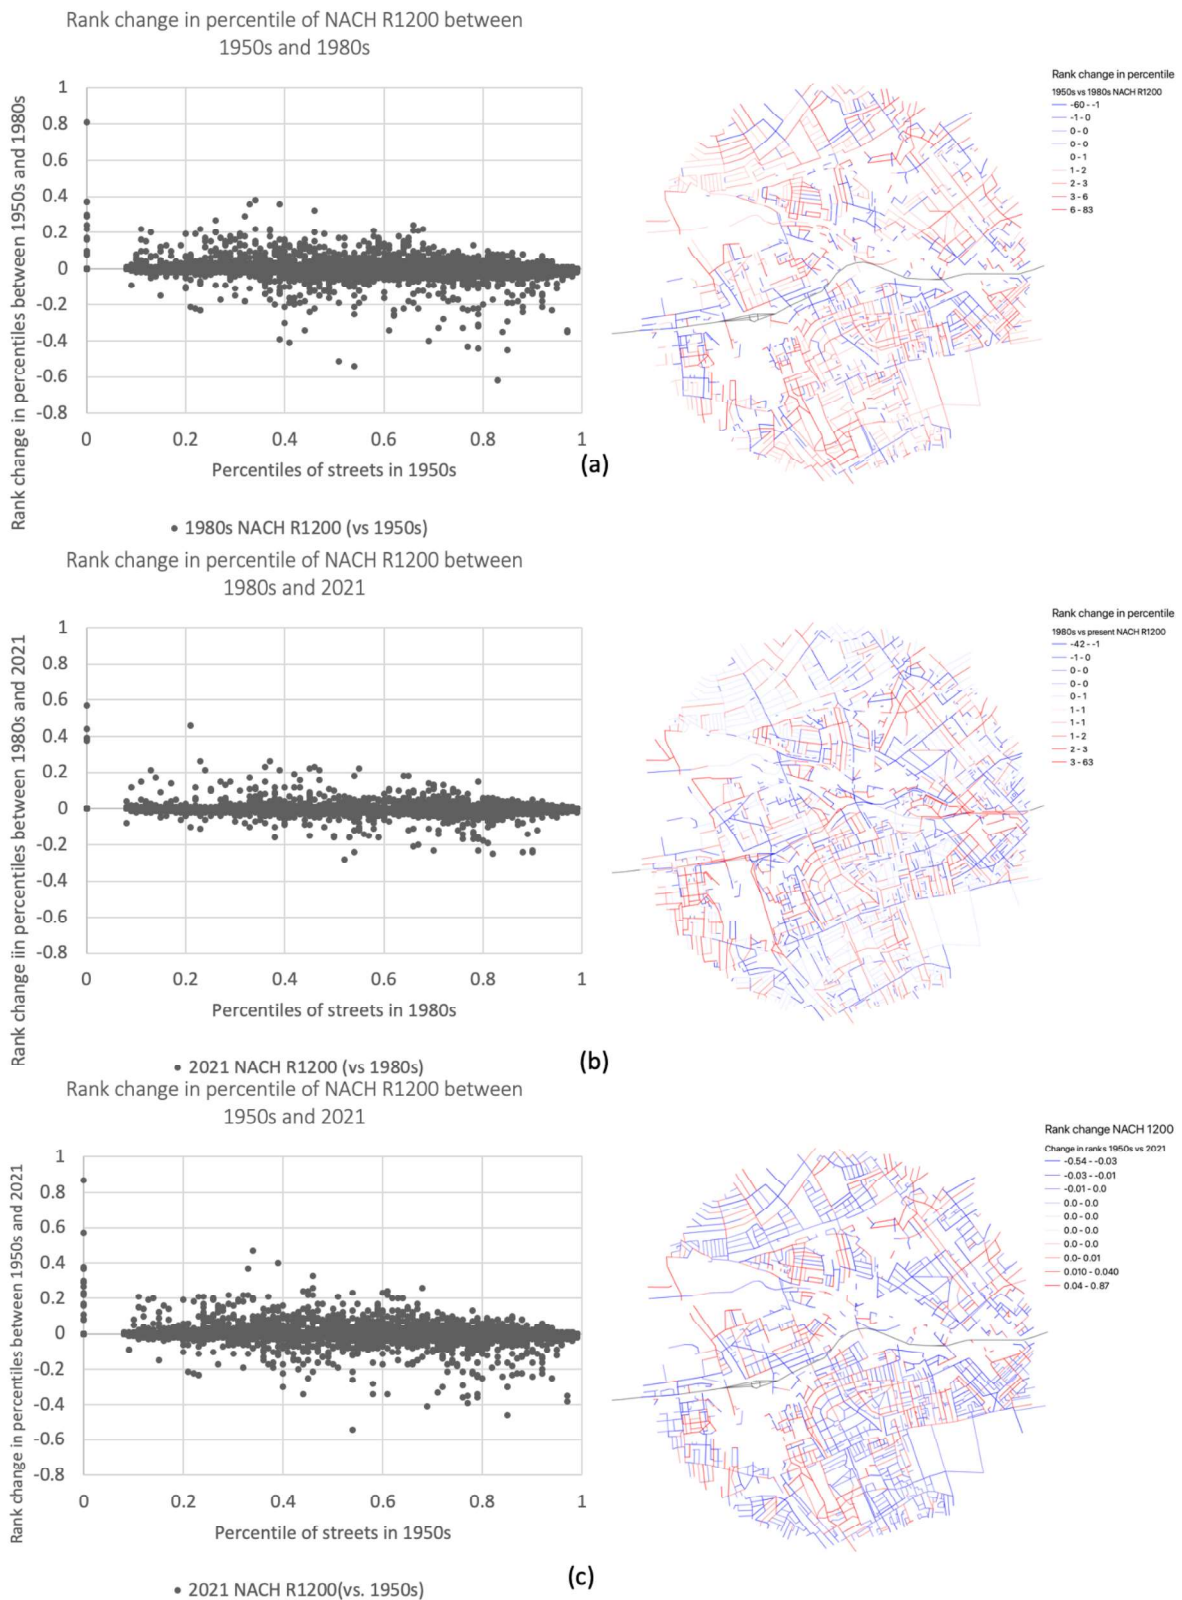 Rank change in percentile of NACH R1200 between
1950s and 1980s
Rank change in percentiles between 1950s and 1980s
1
0.8
0.6
0.4
0.2
0
-0.2
-0.4
-0.6
-0.8
0
0.2
0.4
0.6
0.8
1
Percentiles of streets in 1950s
1980s NACH R1200 (vs 1950s)
Rank change in percentile
1950s vs 1980s NACH R1200
-60 - -1
-1 - 0
0 - 0
0 - 0
0 - 1
1 - 2
2 - 3
3 - 6
6 - 83
(a)
Rank change in percentile of NACH R1200 between
1980s and 2021
Rank change iin percentiles between 1980s and 2021
1
0.8
0.6
0.4
0.2
0
-0.2
-0.4
-0.6
-0.8
0
0.2
0.4
0.6
0.8
1
Percentiles of streets in 1980s
2021 NACH R1200 (vs 1980s)
Rank change in percentile
1980s vs present NACH R1200
-42 - -1
-1 - 0
0 - 0
0 - 0
0 - 1
1 - 1
1 - 1
1 - 2
2 - 3
3 - 63
(b)
Rank change in percentile of NACH R1200 between
1950s and 2021
Rank change in percentiles between 1950s and 2021
1
0.8
0.6
0.4
0.2
0
-0.2
-0.4
-0.6
-0.8
0
0.2
0.4
0.6
0.8
1
Percentile of streets in 1950s
2021 NACH R1200(vs. 1950s)
Rank change NACH 1200
Change in ranks 1950s vs 2021
-0.54 - -0.03
-0.03 - -0.01
-0.01 - 0.0
0.0 - 0.0
0.0 - 0.0
0.0 - 0.0
0.0 - 0.0
0.0- 0.01
0.010 - 0.040
0.04 - 0.87
(c)